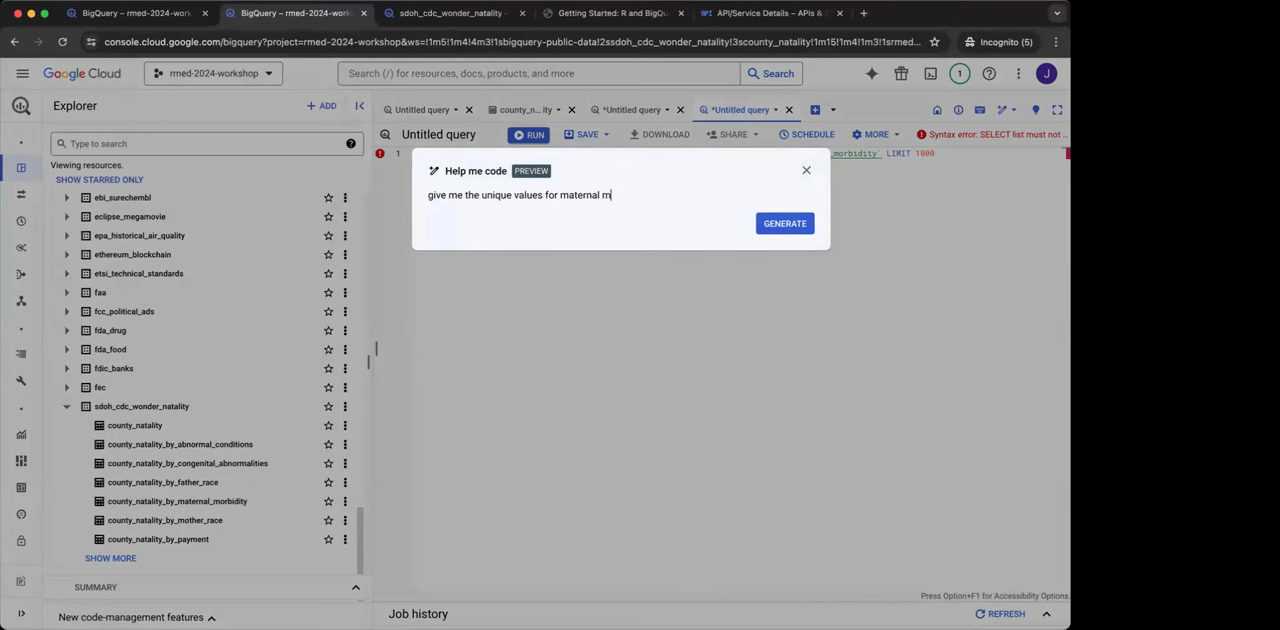 BigQuery – rmed-2024-work
BigQuery – rmed-2024-work
sdoh_cdc_wonder_natality –
Getting Started: R and BigQu
API API/Service Details – APIs &
console.cloud.google.com/bigquery?project=rmed-2024-workshop&ws=!1m5!1m4!4m3!1sbigquery-public-data!2ssdoh_cdc_wonder_natality!3scounty_natality!1m15!1m4!1m3!1srmed...
Incognito (5)
Google Cloud
rmed-2024-workshop
Search (/) for resources, docs, products, and more
Search
1
J
Explorer
+ ADD
Untitled query
county_n... ity
*Untitled query
*Untitled query
Type to search
Untitled query
RUN
SAVE
DOWNLOAD
SHARE
SCHEDULE
MORE
Syntax error: SELECT list must not ...
1
_morbidity` LIMIT 1000
Viewing resources.
SHOW STARRED ONLY
Help me code PREVIEW
give me the unique values for maternal m
GENERATE
ebi_surechembl
eclipse_megamovie
epa_historical_air_quality
ethereum_blockchain
etsi_technical_standards
faa
fcc_political_ads
fda_drug
fda_food
fdic_banks
fec
sdoh_cdc_wonder_natality
county_natality
county_natality_by_abnormal_conditions
county_natality_by_congenital_abnormalities
county_natality_by_father_race
county_natality_by_maternal_morbidity
county_natality_by_mother_race
county_natality_by_payment
SHOW MORE
SUMMARY
New code-management features
Press Option+F1 for Accessibility Options.
Job history
REFRESH